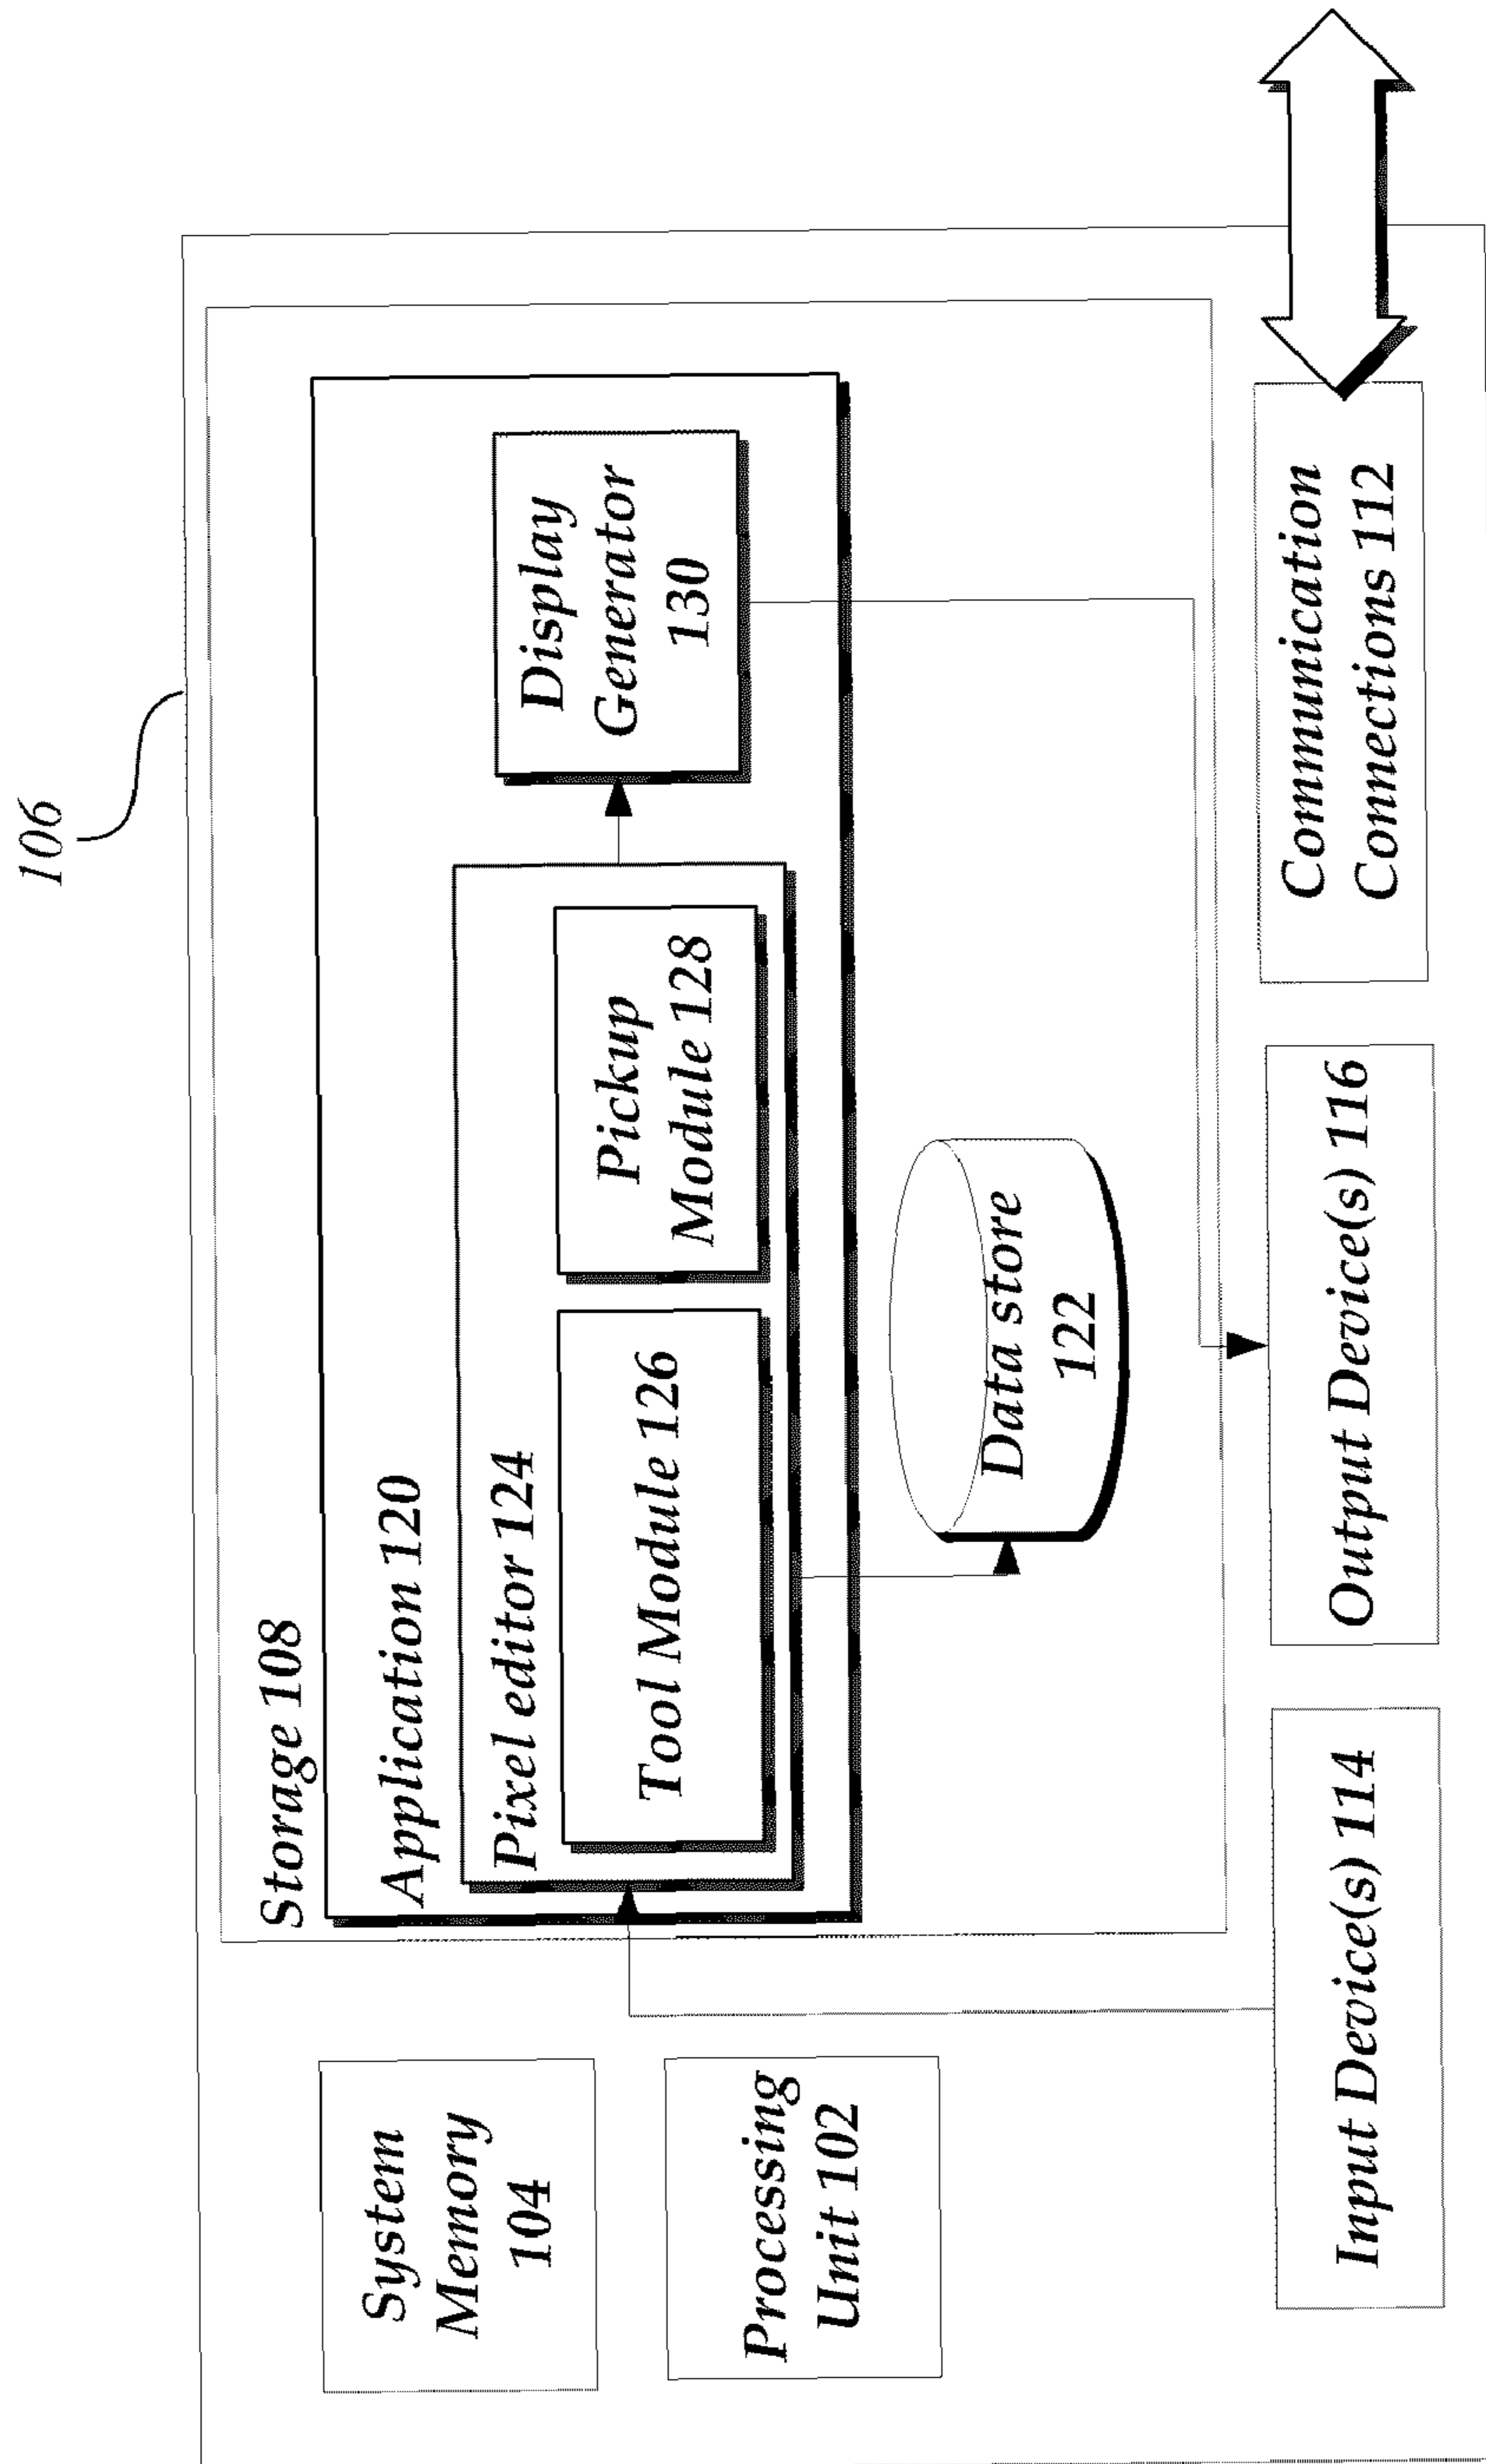 106
System
Memory
104
Processing
Unit 102
Storage 108
Application 120
Pixel editor 124
Tool Module 126
Pickup
Module 128
Display
Generator
130
Data store
122
Input Device(s) 114
Output Device(s) 116
Communication
Connections 112